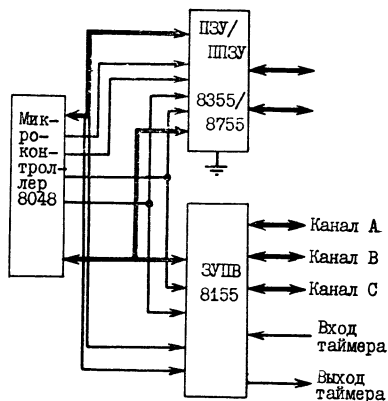 ПЗУ/
ППЗУ
8355/
8755
Мик-
ро-
кон-
трол-
лер
8048
ЗУПВ
8155
Канал А
Канал В
Канал С
Вход
таймера
Выход
таймера